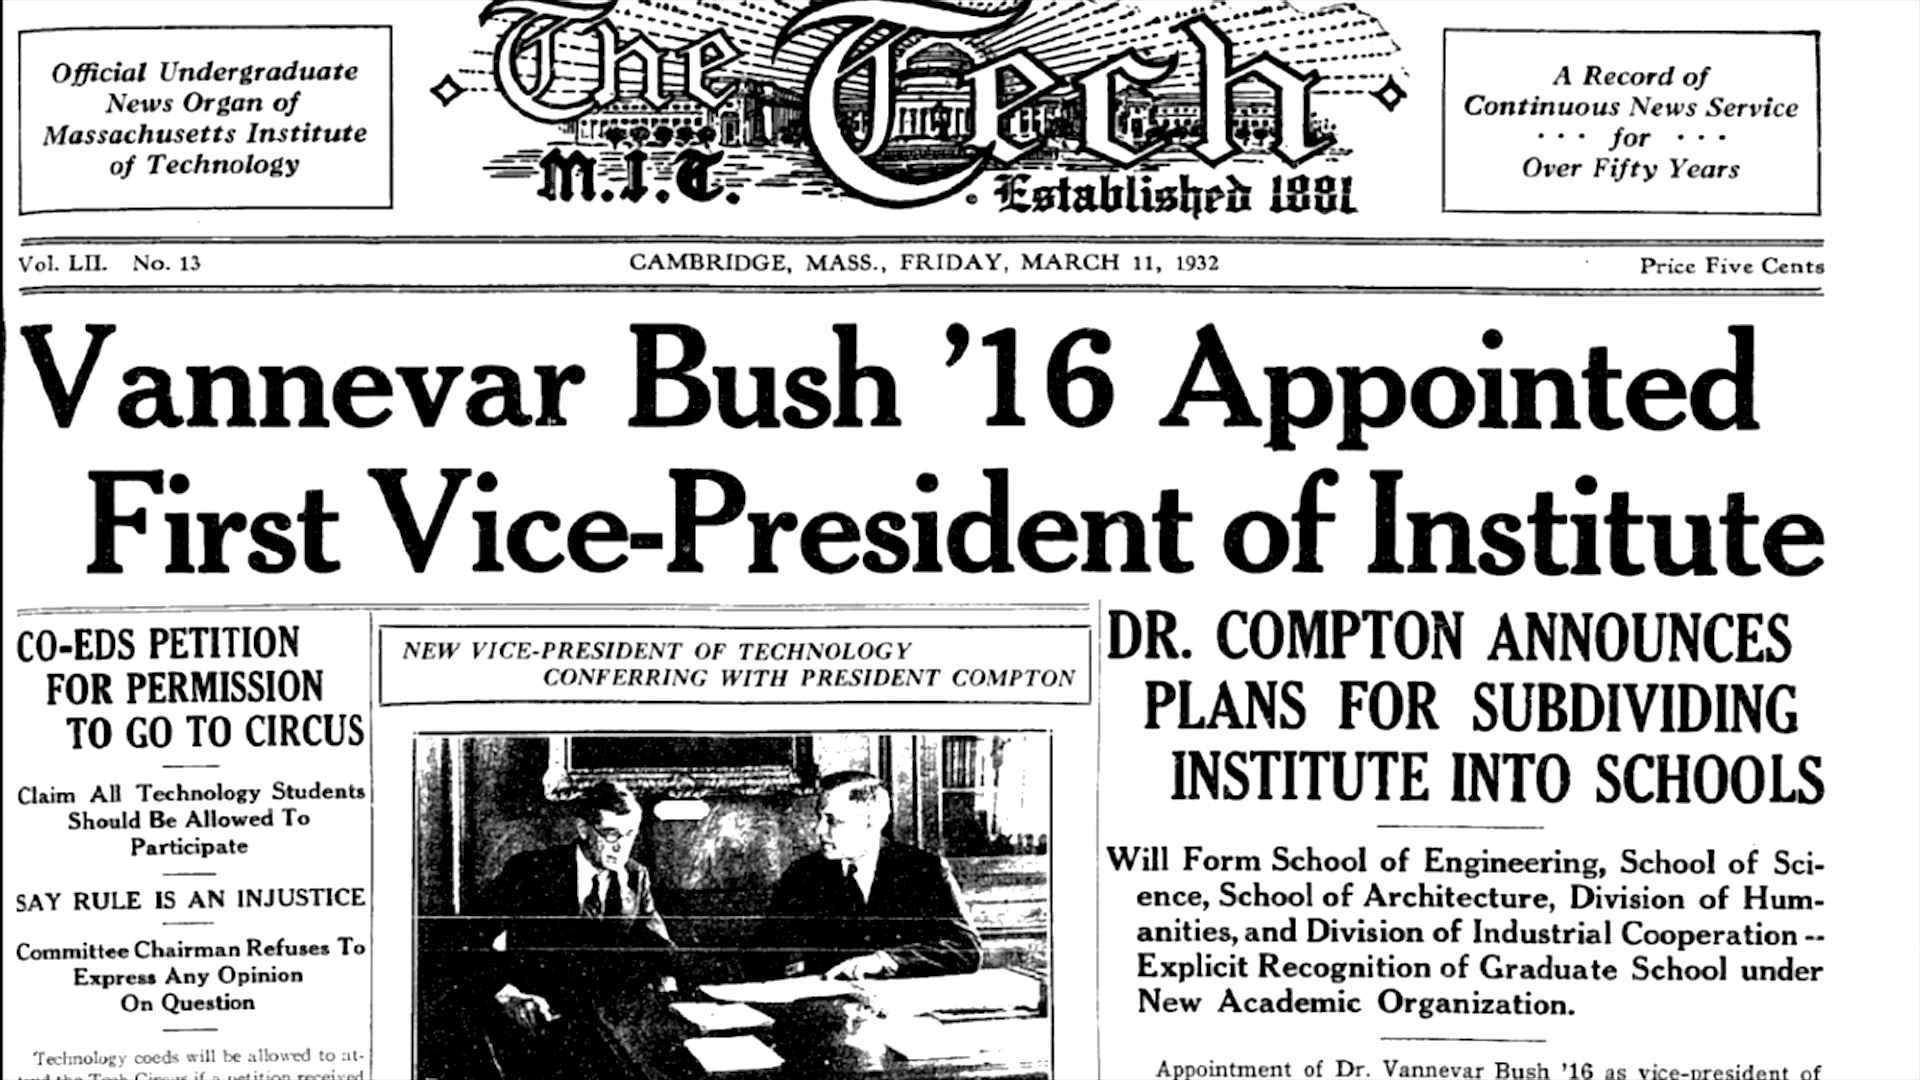 Official Undergraduate
News Organ of
Massachusetts Institute
of Technology
The Tech
M.I.T.
Established 1881
A Record of
Continuous News Service
... for ...
Over Fifty Years
Vol. LII. No. 13
CAMBRIDGE, MASS., FRIDAY, MARCH 11, 1932
Price Five Cents
Vannevar Bush ’16 Appointed
First Vice-President of Institute
CO-EDS PETITION
FOR PERMISSION
TO GO TO CIRCUS
Claim All Technology Students
Should Be Allowed To
Participate
SAY RULE IS AN INJUSTICE
Committee Chairman Refuses To
Express Any Opinion
On Question
Technology coeds will be allowed to at-
tend the Tech Circus if a petition received
NEW VICE-PRESIDENT OF TECHNOLOGY
CONFERRING WITH PRESIDENT COMPTON
DR. COMPTON ANNOUNCES
PLANS FOR SUBDIVIDING
INSTITUTE INTO SCHOOLS
Will Form School of Engineering, School of Sci-
ence, School of Architecture, Division of Hum-
anities, and Division of Industrial Cooperation --
Explicit Recognition of Graduate School under
New Academic Organization.
Appointment of Dr. Vannevar Bush ’16 as vice-president of